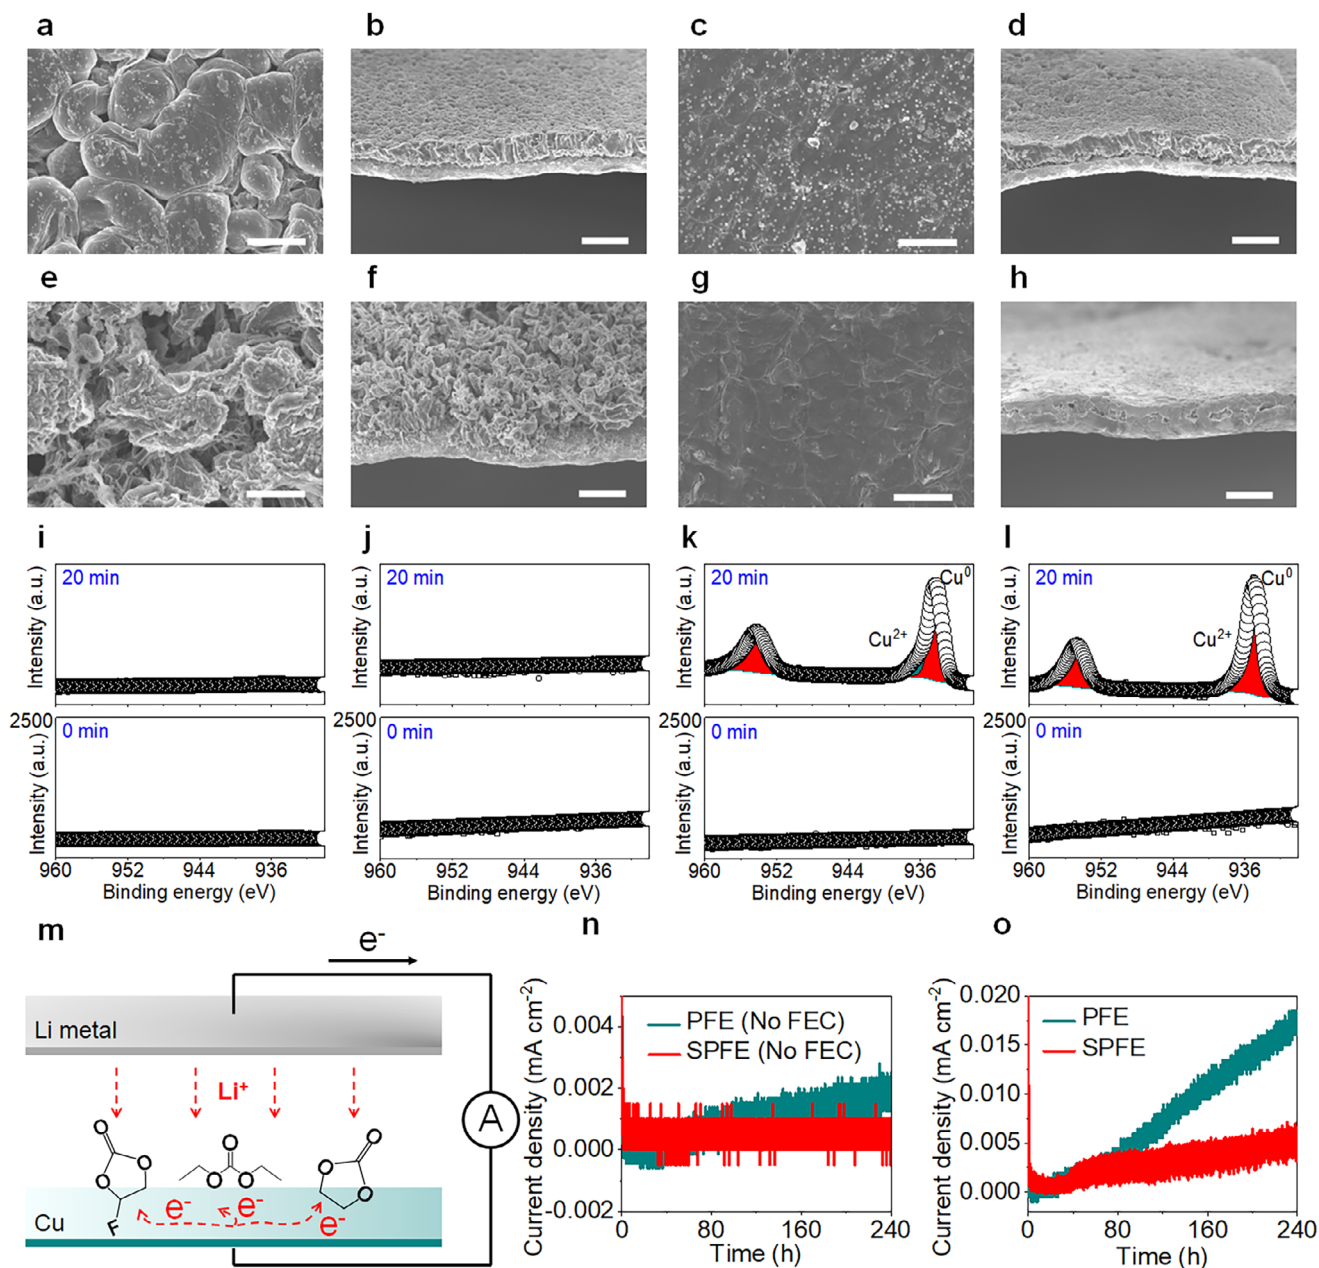 a b c d
e f g h
i j k l
20 min
20 min
20 min
20 min
Cu0
Cu2+
Cu0
Cu2+
Intensity (a.u.)
Intensity (a.u.)
Intensity (a.u.)
Intensity (a.u.)
2500
0 min
2500
0 min
2500
0 min
2500
0 min
Intensity (a.u.)
Intensity (a.u.)
Intensity (a.u.)
Intensity (a.u.)
960 952 944 936
960 952 944 936
960 952 944 936
960 952 944 936
Binding energy (eV)
Binding energy (eV)
Binding energy (eV)
Binding energy (eV)
m
e-
Li metal
Li+
A
O
O
O
F
O
O
O
O
O
O
e-
e-
e-
Cu
n
Current density (mA cm-2)
0.004
0.002
0.000
-0.002
PFE (No FEC)
SPFE (No FEC)
0 80 160 240
Time (h)
o
Current density (mA cm-2)
0.020
0.015
0.010
0.005
0.000
PFE
SPFE
0 80 160 240
Time (h)